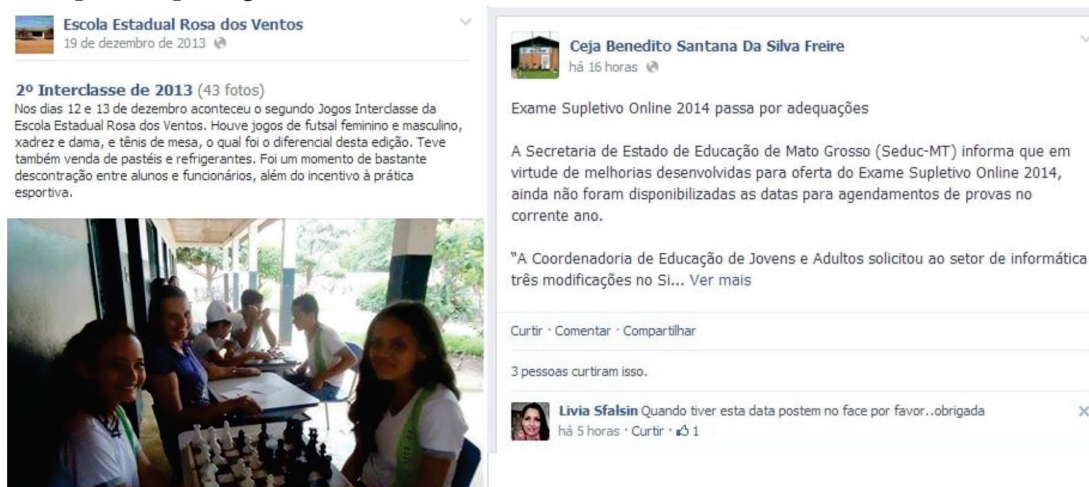 Escola Estadual Rosa dos Ventos
19 de dezembro de 2013
2º Interclasse de 2013 (43 fotos)
Nos dias 12 e 13 de dezembro aconteceu o segundo Jogos Interclasse da
Escola Estadual Rosa dos Ventos. Houve jogos de futsal feminino e masculino,
xadrez e dama, e tênis de mesa, o qual foi o diferencial desta edição. Teve
também venda de pastéis e refrigerantes. Foi um momento de bastante
descontração entre alunos e funcionários, além do incentivo à prática
esportiva.
Ceja Benedito Santana Da Silva Freire
há 16 horas
Exame Supletivo Online 2014 passa por adequações
A Secretaria de Estado de Educação de Mato Grosso (Seduc-MT) informa que em
virtude de melhorias desenvolvidas para oferta do Exame Supletivo Online 2014,
ainda não foram disponibilizadas as datas para agendamentos de provas no
corrente ano.
"A Coordenadoria de Educação de Jovens e Adultos solicitou ao setor de informática
três modificações no Si... Ver mais
Curtir · Comentar · Compartilhar
3 pessoas curtiram isso.
Livia Sfalsin Quando tiver esta data postem no face por favor..obrigada
há 5 horas · Curtir · 1